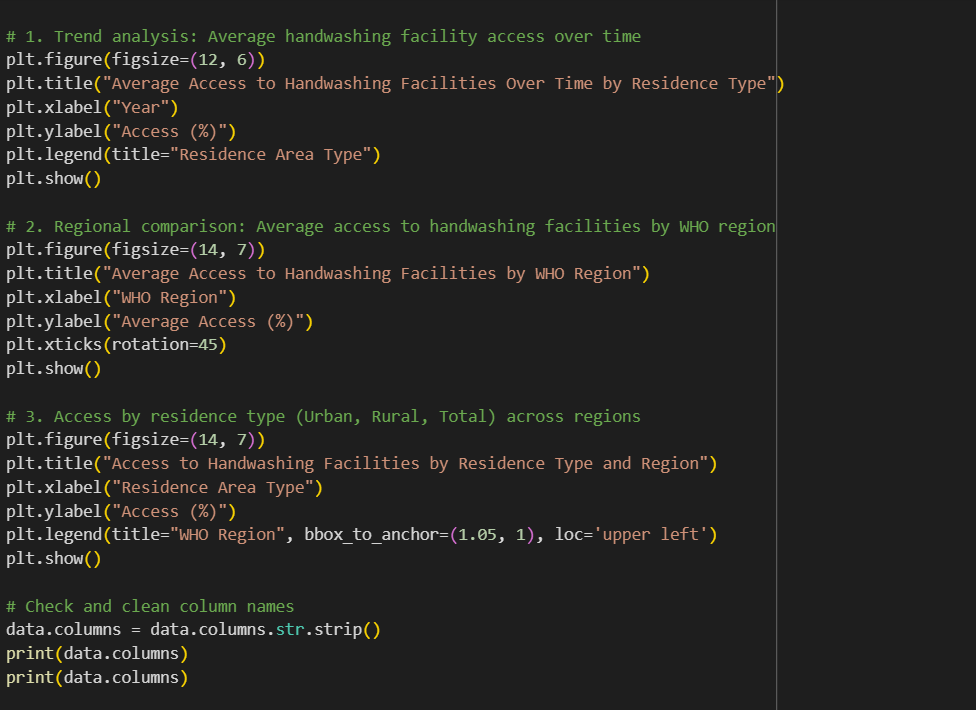 # 1. Trend analysis: Average handwashing facility access over time
plt.figure(figsize=(12, 6))
plt.title("Average Access to Handwashing Facilities Over Time by Residence Type")
plt.xlabel("Year")
plt.ylabel("Access (%)")
plt.legend(title="Residence Area Type")
plt.show()
# 2. Regional comparison: Average access to handwashing facilities by WHO region
plt.figure(figsize=(14, 7))
plt.title("Average Access to Handwashing Facilities by WHO Region")
plt.xlabel("WHO Region")
plt.ylabel("Average Access (%)")
plt.xticks(rotation=45)
plt.show()
# 3. Access by residence type (Urban, Rural, Total) across regions
plt.figure(figsize=(14, 7))
plt.title("Access to Handwashing Facilities by Residence Type and Region")
plt.xlabel("Residence Area Type")
plt.ylabel("Access (%)")
plt.legend(title="WHO Region", bbox_to_anchor=(1.05, 1), loc='upper left')
plt.show()
# Check and clean column names
data.columns = data.columns.str.strip()
print(data.columns)
print(data.columns)